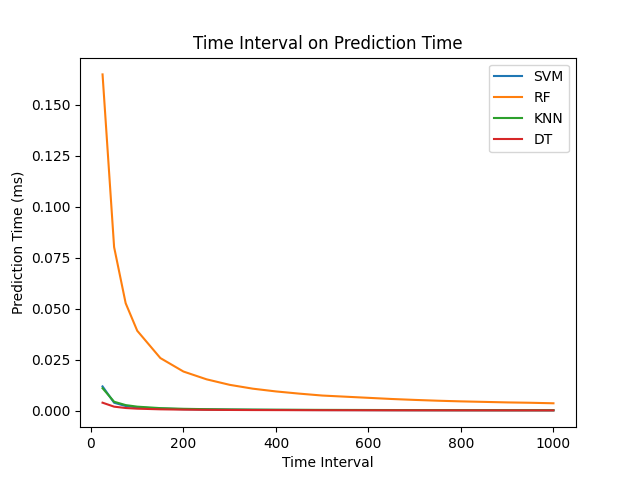 Time Interval on Prediction Time
SVM
RF
KNN
DT
0.150
0.125
0.100
0.075
0.050
0.025
0.000
Prediction Time (ms)
0 200 400 600 800 1000
Time Interval